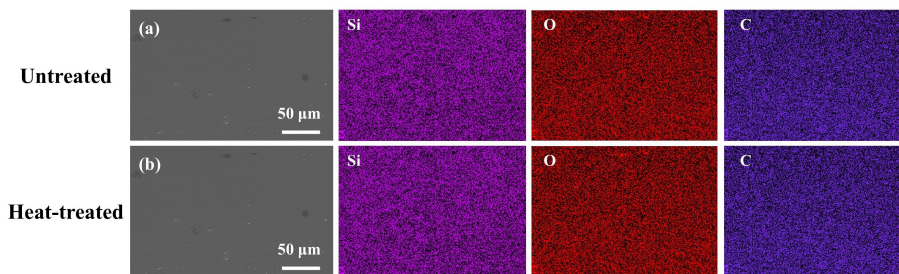 (a)
Si
O
C
Untreated
50 µm
(b)
Si
O
C
Heat-treated
50 µm